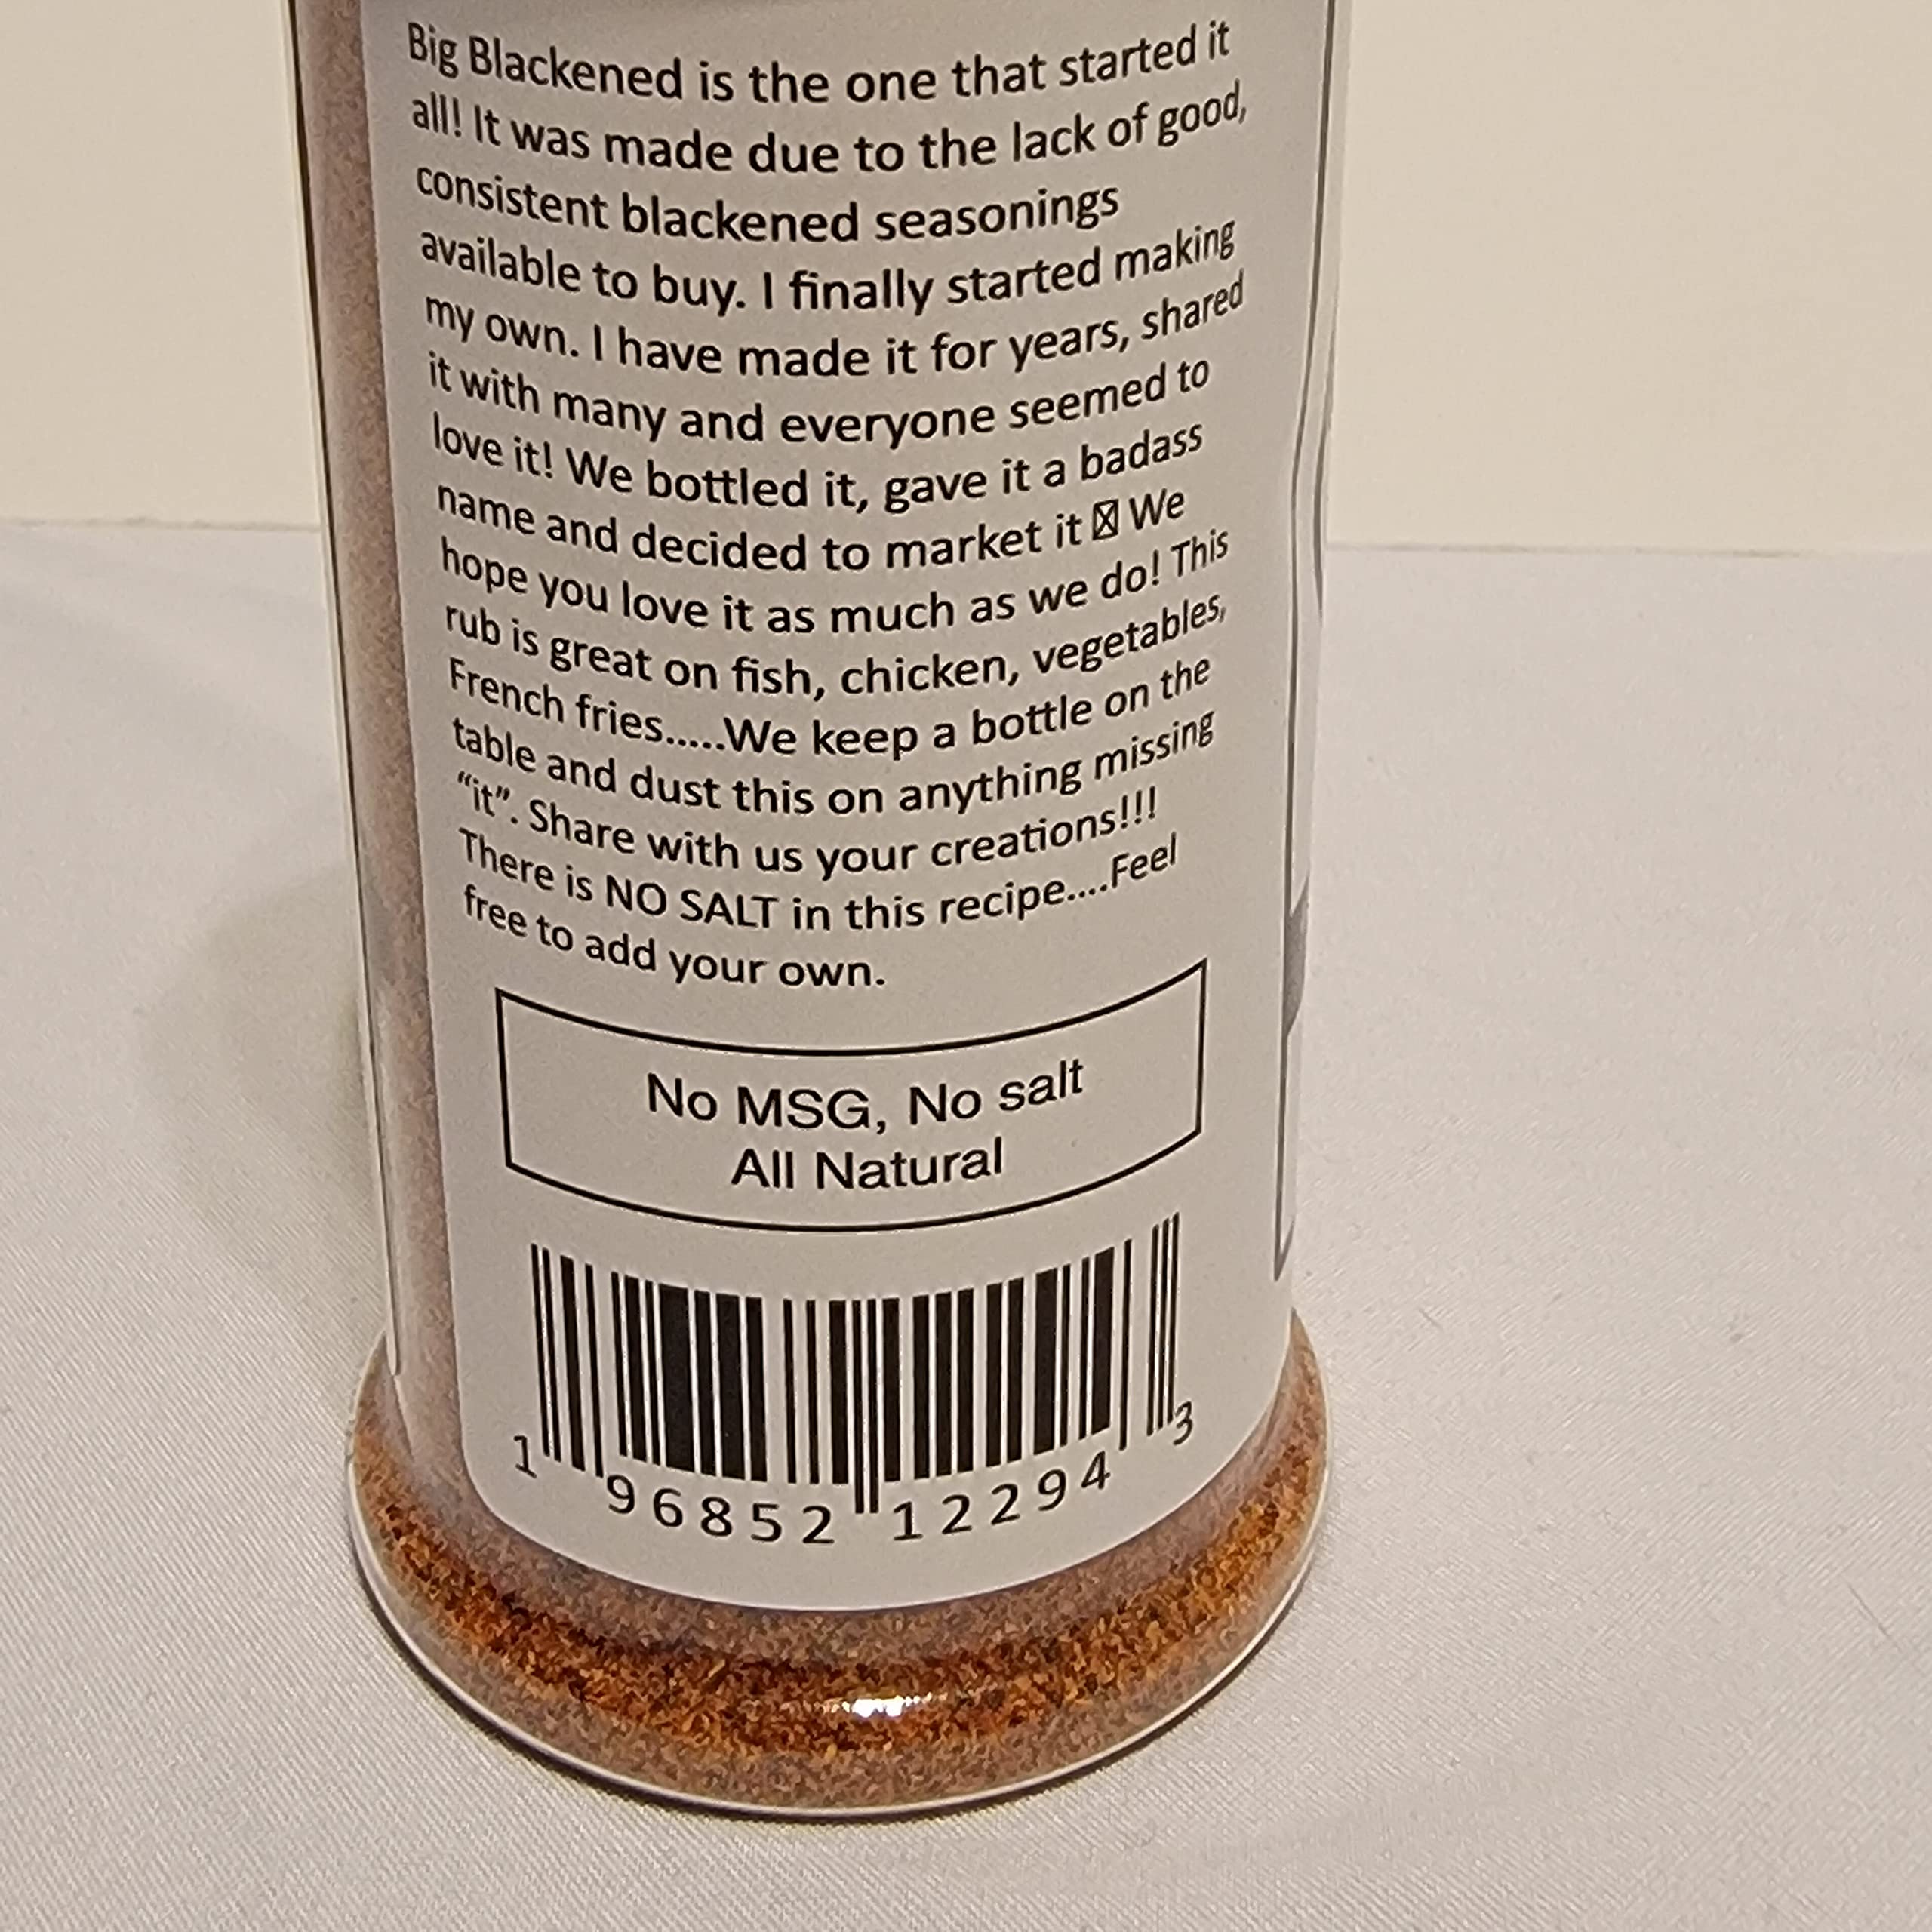 Big Blackened is the one that started it
all! It was made due to the lack of good,
consistent blackened seasonings
available to buy. I finally started making
my own. I have made it for years, shared
it with many and everyone seemed to
love it! We bottled it, gave it a badass
name and decided to market it ☒ We
hope you love it as much as we do! This
rub is great on fish, chicken, vegetables,
French fries.....We keep a bottle on the
table and dust this on anything missing
“it”. Share with us your creations!!!
There is NO SALT in this recipe....Feel
free to add your own.
No MSG, No salt
All Natural
1 96852 12294 3